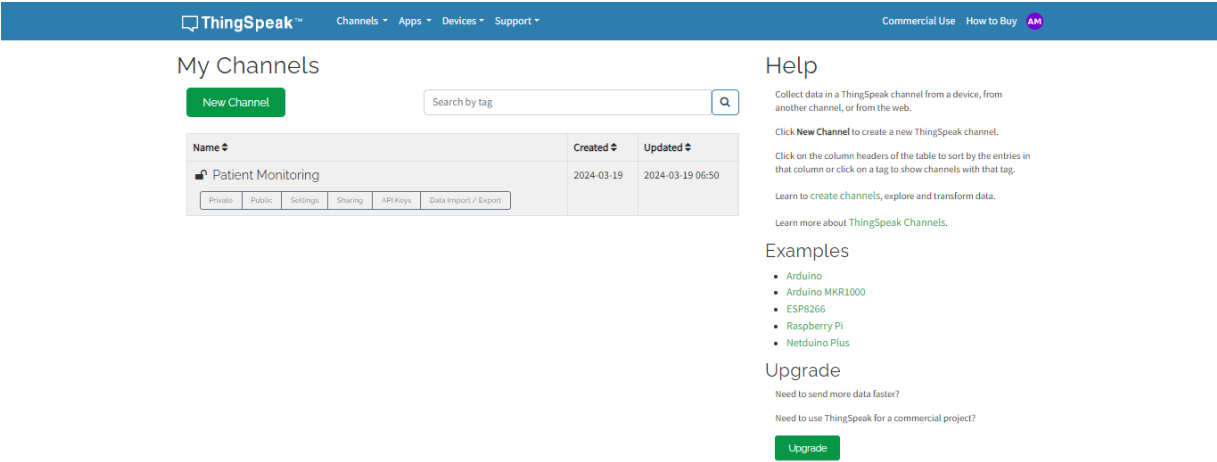 ThingSpeak™ Channels Apps Devices Support Commercial Use How to Buy AM
My Channels
New Channel
Search by tag
Name Created Updated
Patient Monitoring 2024-03-19 2024-03-19 06:50
Private Public Settings Sharing API Keys Data Import / Export
Help
Collect data in a ThingSpeak channel from a device, from
another channel, or from the web.
Click New Channel to create a new ThingSpeak channel.
Click on the column headers of the table to sort by the entries in
that column or click on a tag to show channels with that tag.
Learn to create channels, explore and transform data.
Learn more about ThingSpeak Channels.
Examples
Arduino
Arduino MKR1000
ESP8266
Raspberry Pi
Netduino Plus
Upgrade
Need to send more data faster?
Need to use ThingSpeak for a commercial project?
Upgrade